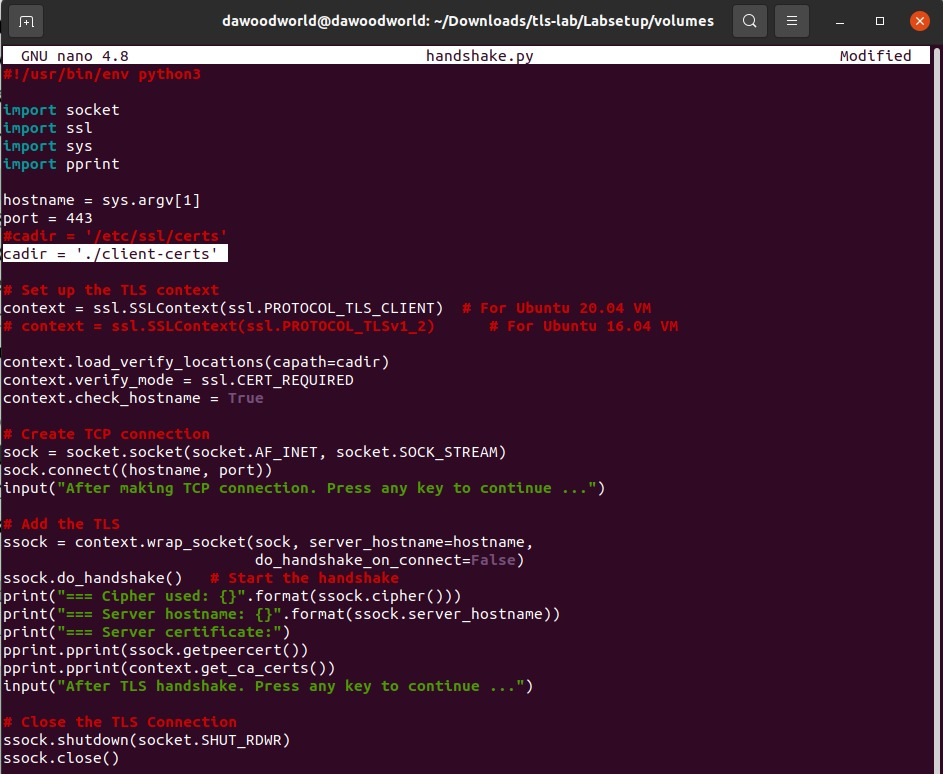 dawoodworld@dawoodworld: ~/Downloads/tls-lab/Labsetup/volumes
GNU nano 4.8 handshake.py Modified
#!/usr/bin/env python3
import socket
import ssl
import sys
import pprint
hostname = sys.argv[1]
port = 443
#cadir = '/etc/ssl/certs'
cadir = './client-certs'
# Set up the TLS context
context = ssl.SSLContext(ssl.PROTOCOL_TLS_CLIENT)  # For Ubuntu 20.04 VM
# context = ssl.SSLContext(ssl.PROTOCOL_TLSv1_2)      # For Ubuntu 16.04 VM
context.load_verify_locations(capath=cadir)
context.verify_mode = ssl.CERT_REQUIRED
context.check_hostname = True
# Create TCP connection
sock = socket.socket(socket.AF_INET, socket.SOCK_STREAM)
sock.connect((hostname, port))
input("After making TCP connection. Press any key to continue ...")
# Add the TLS
ssock = context.wrap_socket(sock, server_hostname=hostname,
                            do_handshake_on_connect=False)
ssock.do_handshake()   # Start the handshake
print("=== Cipher used: {}".format(ssock.cipher()))
print("=== Server hostname: {}".format(ssock.server_hostname))
print("=== Server certificate:")
pprint.pprint(ssock.getpeercert())
pprint.pprint(context.get_ca_certs())
input("After TLS handshake. Press any key to continue ...")
# Close the TLS Connection
ssock.shutdown(socket.SHUT_RDWR)
ssock.close()